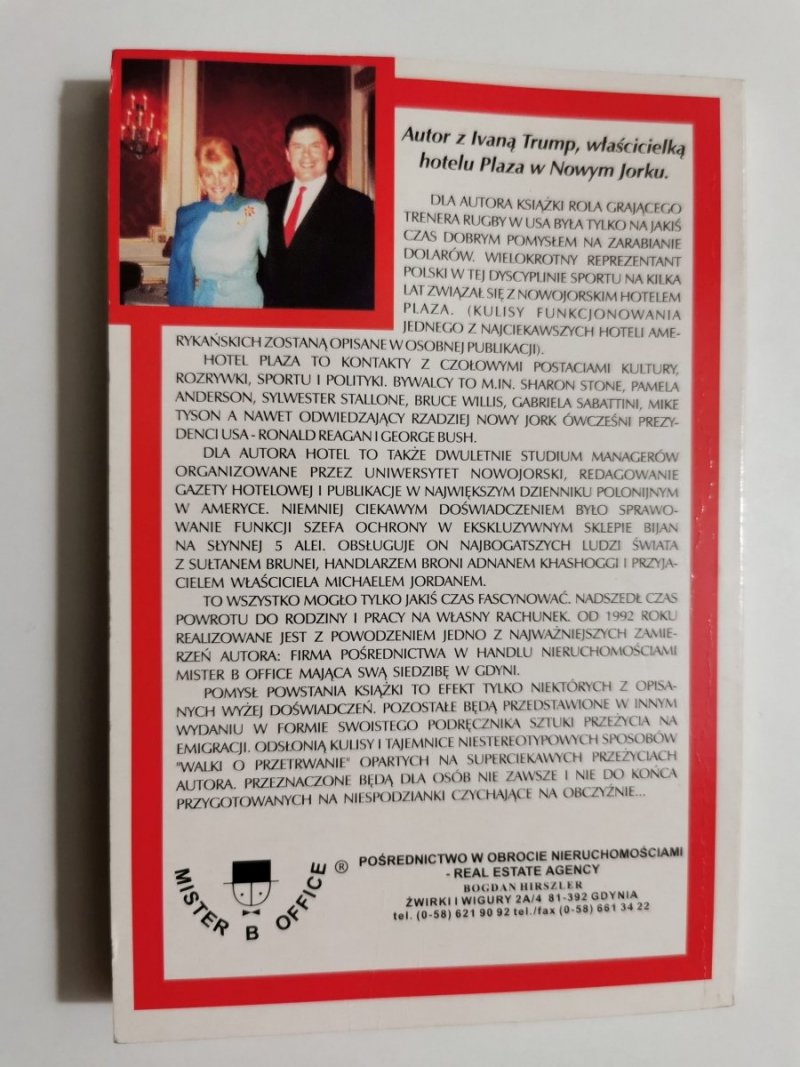 Autor z Ivaną Trump, właścicielką
hotelu Plaza w Nowym Jorku.
DLA AUTORA KSIĄŻKI ROLA GRAJĄCEGO
TRENERA RUGBY W USA BYŁA TYLKO NA JAKIŚ
CZAS DOBRYM POMYSŁEM NA ZARABIANIE
DOLARÓW. WIELOKROTNY REPREZENTANT
POLSKI W TEJ DYSCYPLINIE SPORTU NA KILKA
LAT ZWIĄZAŁ SIĘ Z NOWOJORSKIM HOTELEM
PLAZA. (KULISY FUNKCJONOWANIA
JEDNEGO Z NAJCIEKAWSZYCH HOTELI AME-
RYKAŃSKICH ZOSTANĄ OPISANE W OSOBNEJ PUBLIKACJI).
HOTEL PLAZA TO KONTAKTY Z CZOŁOWYMI POSTACIAMI KULTURY,
ROZRYWKI, SPORTU I POLITYKI. BYWALCY TO M.IN. SHARON STONE, PAMELA
ANDERSON, SYLWESTER STALLONE, BRUCE WILLIS, GABRIELA SABATTINI, MIKE
TYSON A NAWET ODWIEDZAJĄCY RZADZIEJ NOWY JORK ÓWCZEŚNI PREZY-
DENCI USA - RONALD REAGAN I GEORGE BUSH.
DLA AUTORA HOTEL TO TAKŻE DWULETNIE STUDIUM MANAGERÓW
ORGANIZOWANE PRZEZ UNIWERSYTET NOWOJORSKI, REDAGOWANIE
GAZETY HOTELOWEJ I PUBLIKACJE W NAJWIĘKSZYM DZIENNIKU POLONIJNYM
W AMERYCE. NIEMNIEJ CIEKAWYM DOŚWIADCZENIEM BYŁO SPRAWO-
WANIE FUNKCJI SZEFA OCHRONY W EKSKLUZYWNYM SKLEPIE BIJAN
NA SŁYNNEJ 5 ALEI. OBSŁUGUJE ON NAJBOGATSZYCH LUDZI ŚWIATA
Z SUŁTANEM BRUNEI, HANDLARZEM BRONI ADNANEM KHASHOGGI I PRZYJA-
CIELEM WŁAŚCICIELA MICHAELEM JORDANEM.
TO WSZYSTKO MOGŁO TYLKO JAKIŚ CZAS FASCYNOWAĆ. NADSZEDŁ CZAS
POWROTU DO RODZINY I PRACY NA WŁASNY RACHUNEK. OD 1992 ROKU
REALIZOWANE JEST Z POWODZENIEM JEDNO Z NAJWAŻNIEJSZYCH ZAMIE-
RZEŃ AUTORA: FIRMA POŚREDNICTWA W HANDLU NIERUCHOMOŚCIAMI
MISTER B OFFICE MAJĄCA SWĄ SIEDZIBĘ W GDYNI.
POMYSŁ POWSTANIA KSIĄŻKI TO EFEKT TYLKO NIEKTÓRYCH Z OPISA-
NYCH WYŻEJ DOŚWIADCZEŃ. POZOSTAŁE BĘDĄ PRZEDSTAWIONE W INNYM
WYDANIU W FORMIE SWOISTEGO PODRĘCZNIKA SZTUKI PRZEŻYCIA NA
EMIGRACJI. ODSŁONIĄ KULISY I TAJEMNICE NIESTEREOTYPOWYCH SPOSOBÓW
"WALKI O PRZETRWANIE" OPARTYCH NA SUPERCIEKAWYCH PRZEŻYCIACH
AUTORA. PRZEZNACZONE BĘDĄ DLA OSÓB NIE ZAWSZE I NIE DO KOŃCA
PRZYGOTOWANYCH NA NIESPODZIANKI CZYCHAJĄCE NA OBCZYŹNIE...
MISTER B OFFICE ®
POŚREDNICTWO W OBROCIE NIERUCHOMOŚCIAMI
- REAL ESTATE AGENCY
BOGDAN HIRSZLER
ŻWIRKI I WIGURY 2A/4 81-392 GDYNIA
tel. (0-58) 621 90 92 tel./fax (0-58) 661 34 22